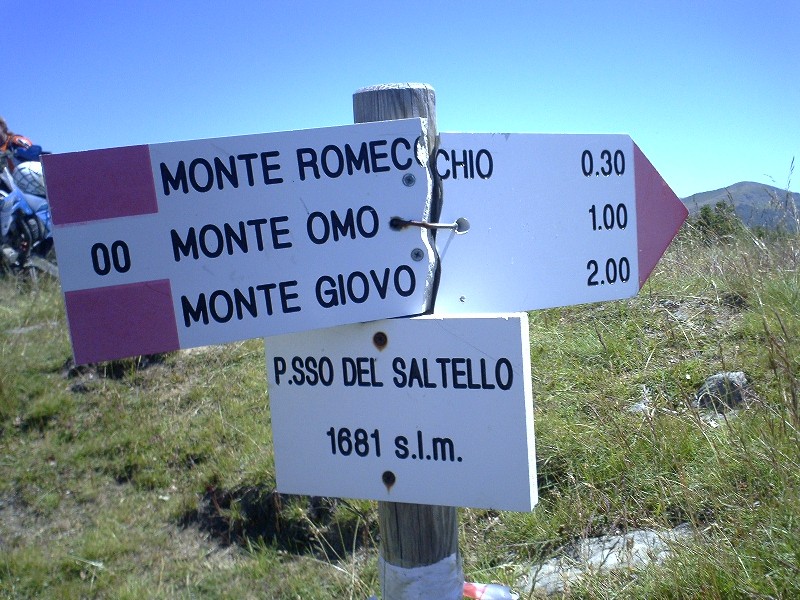 MONTE ROMECCHIO 0.30
00 MONTE OMO 1.00
MONTE GIOVO 2.00
P.SSO DEL SALTELLO
1681 s.l.m.